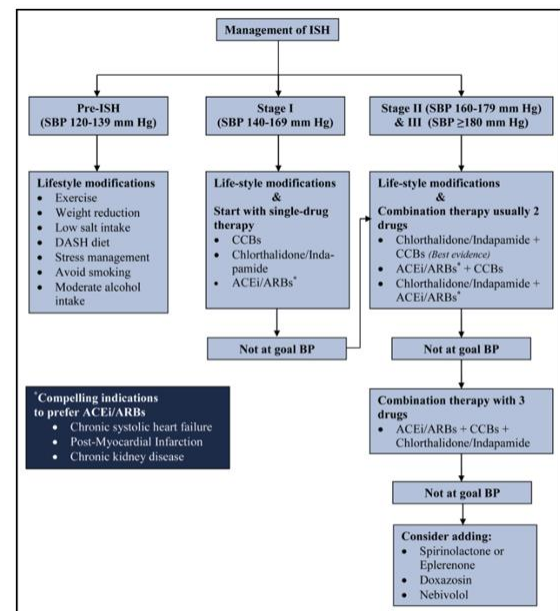 Management of ISH
Pre-ISH
(SBP 120-139 mm Hg)
Stage I
(SBP 140-169 mm Hg)
Stage II (SBP 160-179 mm Hg)
& III (SBP ≥180 mm Hg)
Lifestyle modifications
• Exercise
• Weight reduction
• Low salt intake
• DASH diet
• Stress management
• Avoid smoking
• Moderate alcohol
intake
Life-style modifications
&
Start with single-drug
therapy
• CCBs
• Chlorthalidone/Inda-
pamide
• ACEi/ARBs*
Life-style modifications
&
Combination therapy usually 2
drugs
• Chlorthalidone/Indapamide +
CCBs (Best evidence)
• ACEi/ARBs* + CCBs
• Chlorthalidone/Indapamide +
ACEi/ARBs*
Not at goal BP
Not at goal BP
*Compelling indications
to prefer ACEi/ARBs
• Chronic systolic heart failure
• Post-Myocardial Infarction
• Chronic kidney disease
Combination therapy with 3
drugs
• ACEi/ARBs + CCBs +
Chlorthalidone/Indapamide
Not at goal BP
Consider adding:
• Spirinolactone or
Eplerenone
• Doxazosin
• Nebivolol